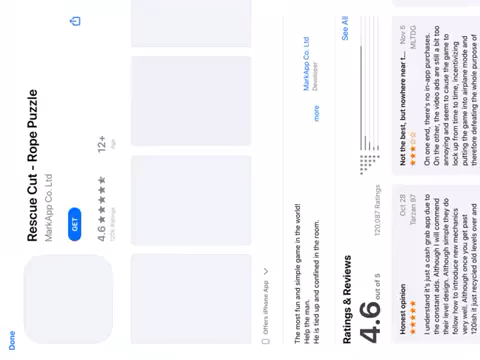 Done
Rescue Cut - Rope Puzzle
MarkApp Co. Ltd
GET
4.6
12+
Age
Offers iPhone App
The most fun and simple game in the world!
Help the man.
He is tied up and confined in the room.
more
MarkApp Co. Ltd
Developer
Ratings & Reviews
See All
4.6
out of 5
120,087 Ratings
Honest opinion
Oct 28
Tarzan 97
I understand it's just a cash grab app due to
the constant ads. Although I will commend
their level design. Although simple they do
follow how to introduce new mechanics
very well. Although once you get past
120ish it just recycled old levels over and
Not the best, but nowhere near t...
Nov 5
MLTDG
On one end, there's no in-app purchases.
On the other, the video ads are still a bit too
annoying and seem to cause the game to
lock up from time to time, incentivizing
putting the game into airplane mode and
therefore defeating the whole purpose of